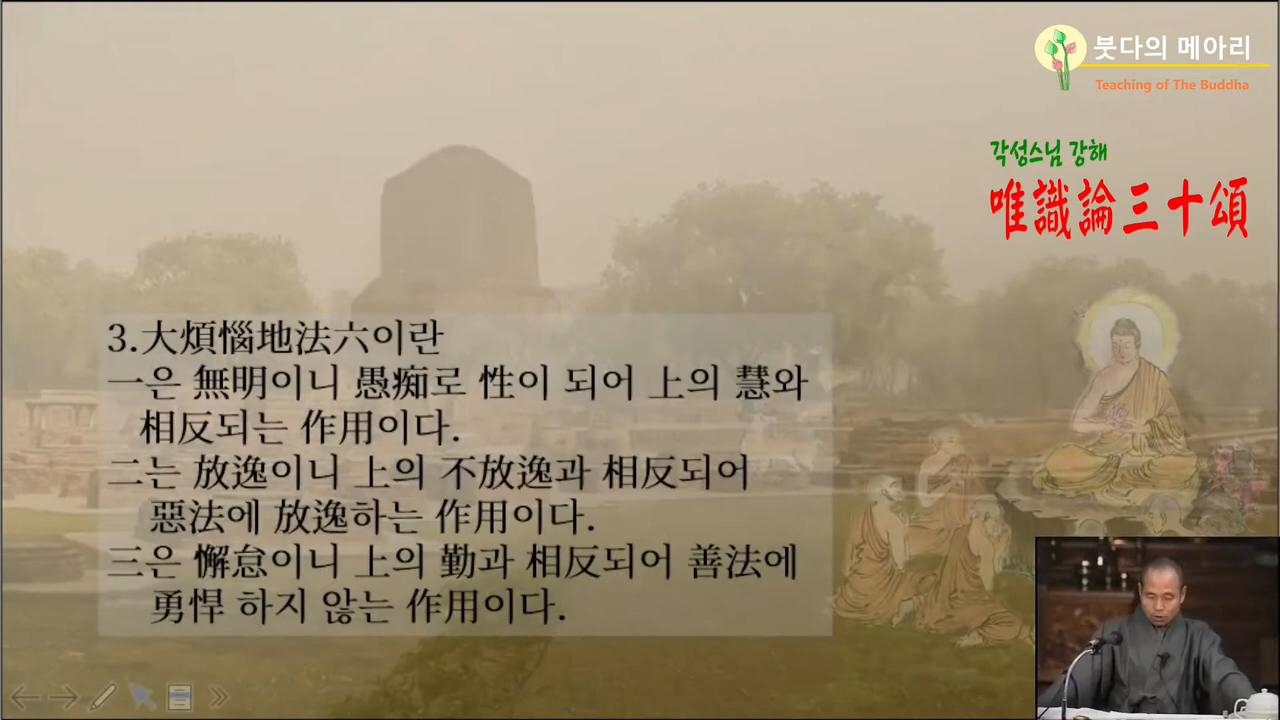 붓다의 메아리
Teaching of The Buddha
각성스님 강해
唯識論三十頌
3.大煩惱地法六이란
一은 無明이니 愚痴로 性이 되어 上의 慧와
相反되는 作用이다.
二는 放逸이니 上의 不放逸과 相反되어
惡法에 放逸하는 作用이다.
三은 懈怠이니 上의 勤과 相反되어 善法에
勇悍 하지 않는 作用이다.